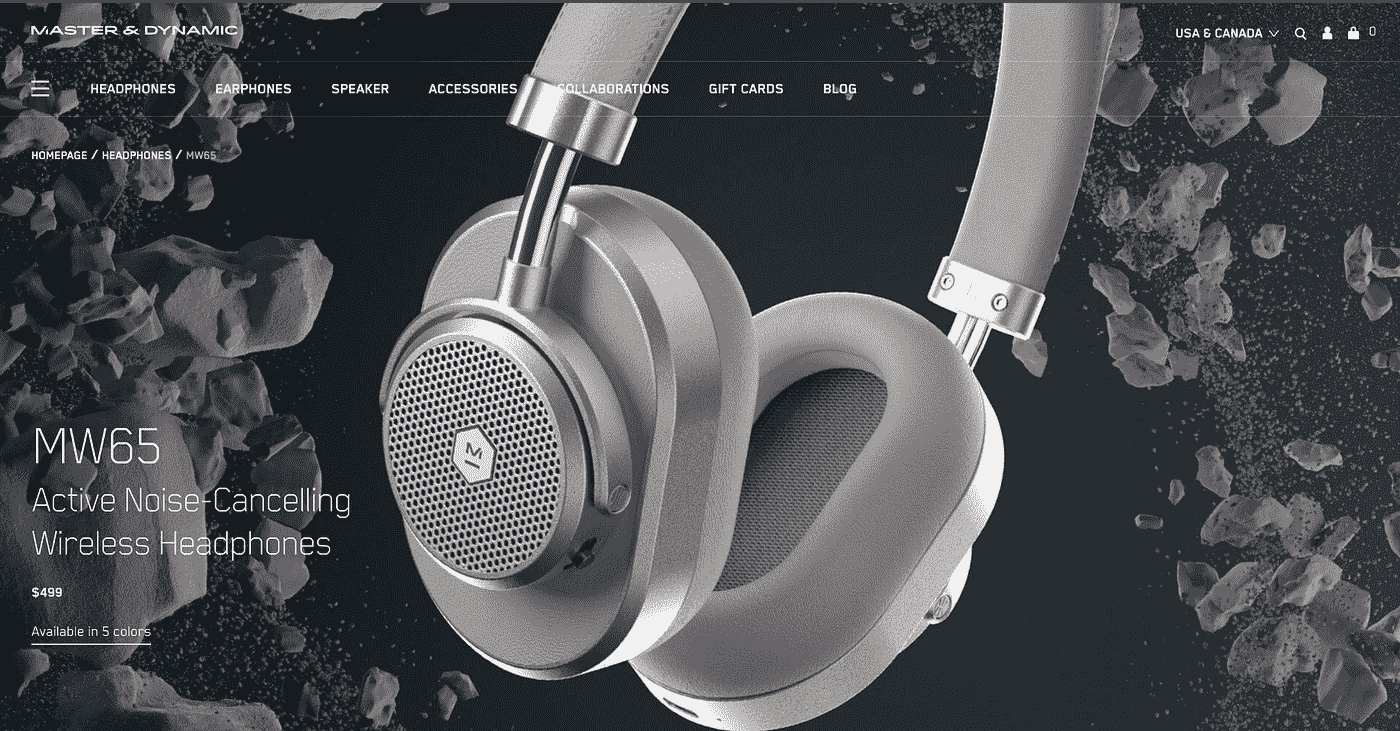 MASTER & DYNAMIC
USA & CANADA
0
HEADPHONES EARPHONES SPEAKER ACCESSORIES COLLABORATIONS GIFT CARDS BLOG
HOMEPAGE / HEADPHONES / MW65
MW65
Active Noise-Cancelling
Wireless Headphones
$499
Available in 5 colors